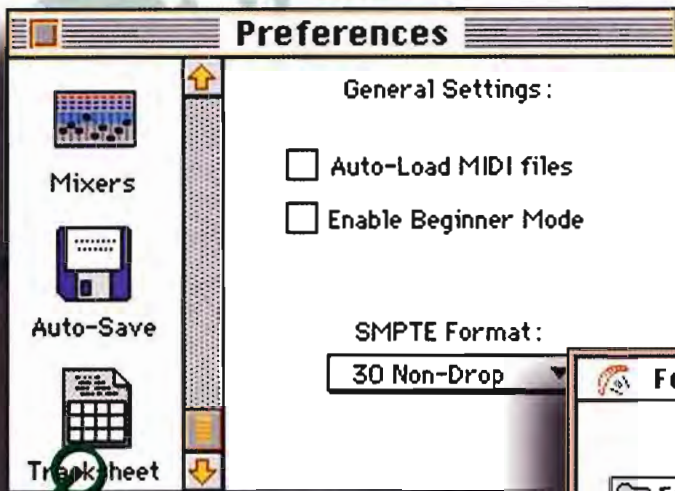 Preferences
General Settings:
Mixers
Auto-Load MIDI files
Enable Beginner Mode
Auto-Save
SMPTE Format:
30 Non-Drop